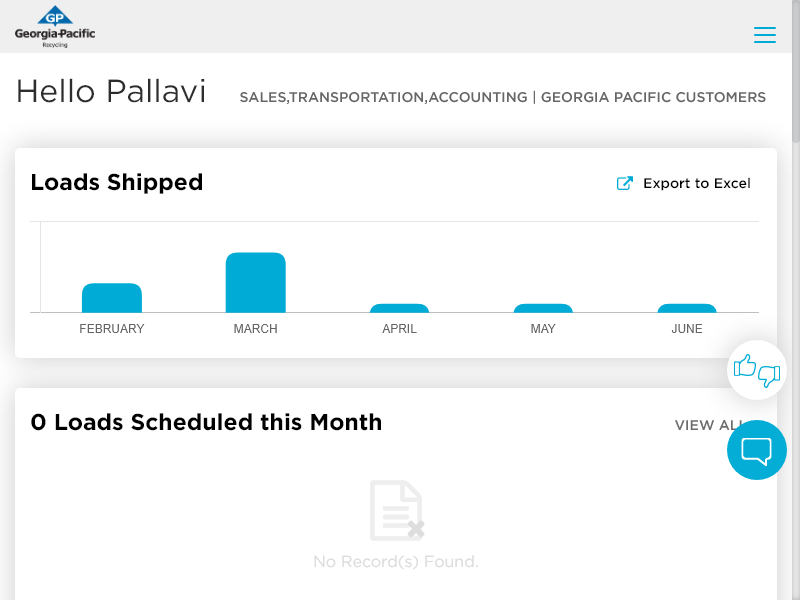 GP
Georgia-Pacific
Recycling
Hello Pallavi
SALES,TRANSPORTATION,ACCOUNTING | GEORGIA PACIFIC CUSTOMERS
Loads Shipped
Export to Excel
FEBRUARY
MARCH
APRIL
MAY
JUNE
0 Loads Scheduled this Month
VIEW ALL
No Record(s) Found.